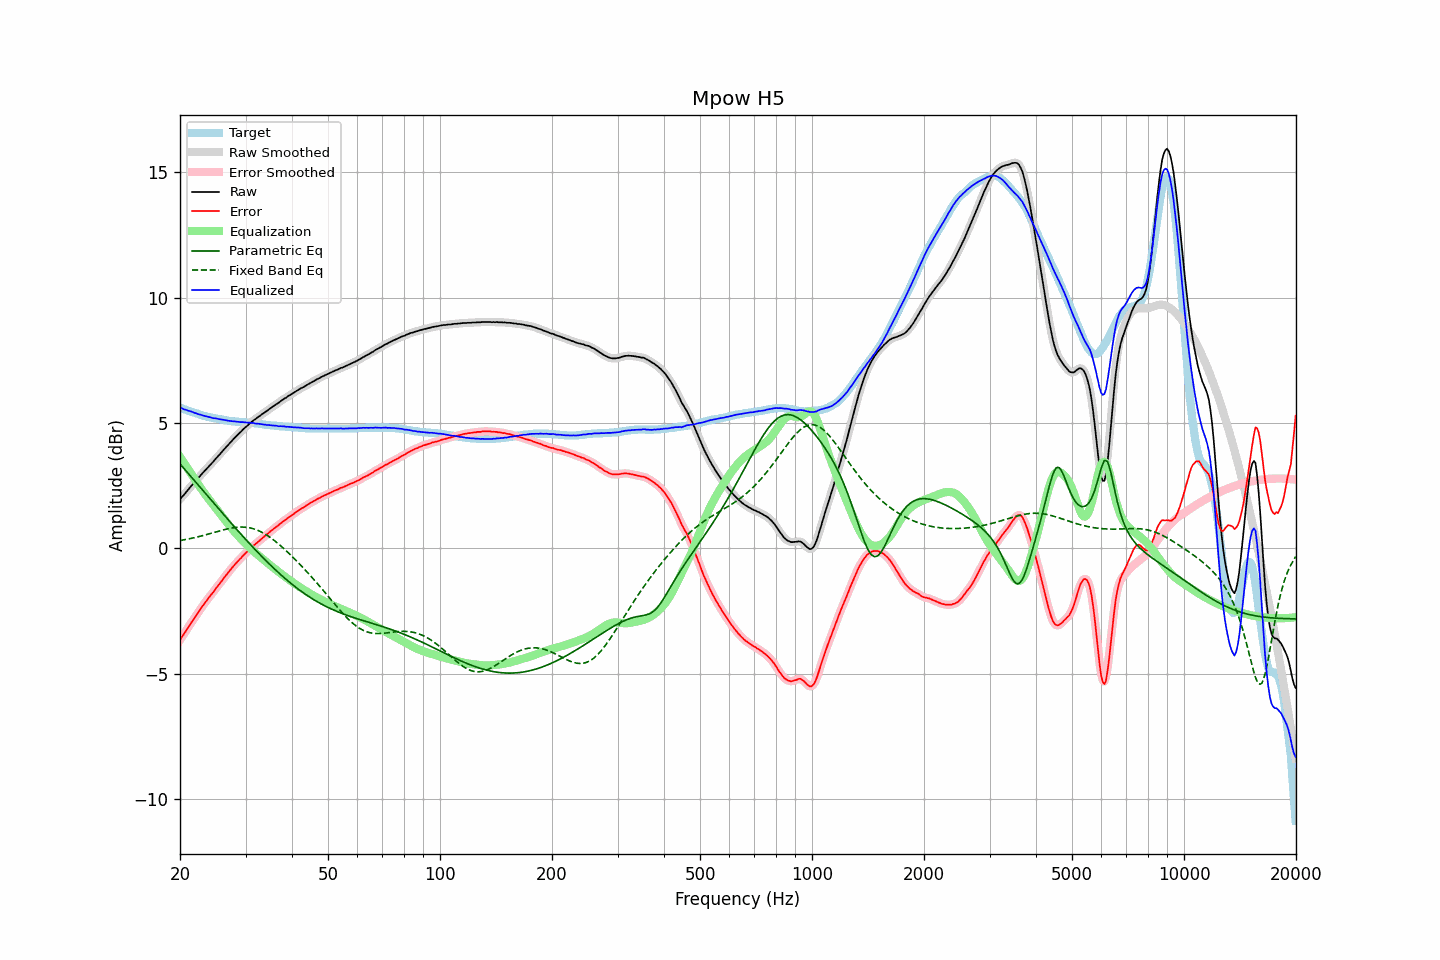 Mpow H5
Target
Raw Smoothed
Error Smoothed
Raw
Error
Equalization
Parametric Eq
Fixed Band Eq
Equalized
Amplitude (dBr)
15
10
5
0
−5
−10
20 50 100 200 500 1000 2000 5000 10000 20000
Frequency (Hz)